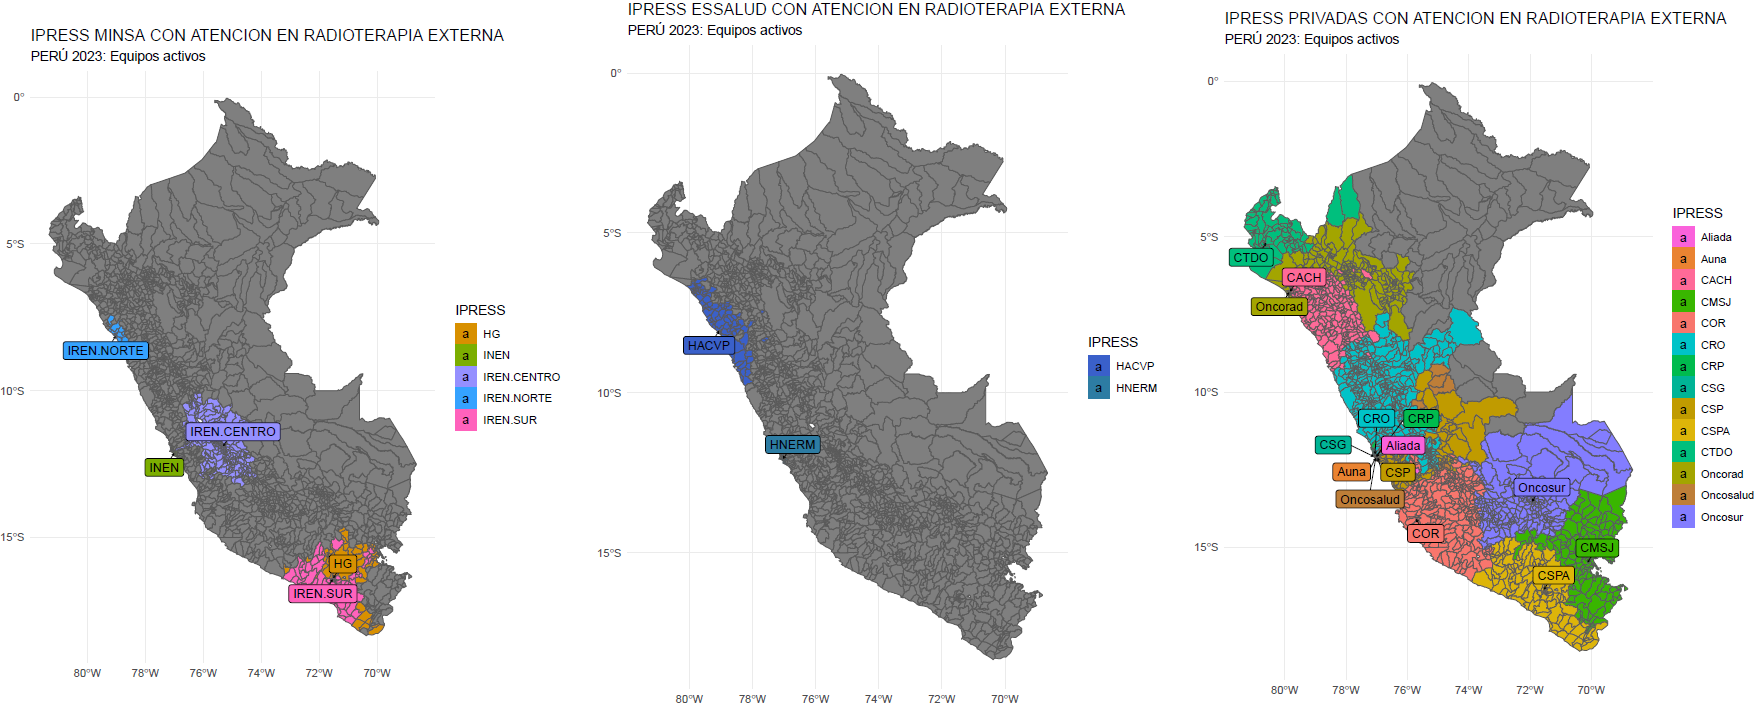 IPRESS MINSA CON ATENCION EN RADIOTERAPIA EXTERNA
PERÚ 2023: Equipos activos
0°
5°S
10°S
15°S
80°W
78°W
76°W
74°W
72°W
70°W
IREN.NORTE
IREN.CENTRO
INEN
HG
IREN.SUR
IPRESS
a HG
a INEN
a IREN.CENTRO
a IREN.NORTE
a IREN.SUR
IPRESS ESSALUD CON ATENCION EN RADIOTERAPIA EXTERNA
PERÚ 2023: Equipos activos
0°
5°S
10°S
15°S
80°W
78°W
76°W
74°W
72°W
70°W
HACVP
HNERM
IPRESS
a HACVP
a HNERM
IPRESS PRIVADAS CON ATENCION EN RADIOTERAPIA EXTERNA
PERÚ 2023: Equipos activos
0°
5°S
10°S
15°S
80°W
78°W
76°W
74°W
72°W
70°W
CTDO
CACH
Oncorad
CRO
CRP
CSG
Aliada
Auna
CSP
Oncosalud
Oncosur
COR
CMSJ
CSPA
IPRESS
a Aliada
a Auna
a CACH
a CMSJ
a COR
a CRO
a CRP
a CSG
a CSP
a CSPA
a CTDO
a Oncorad
a Oncosalud
a Oncosur